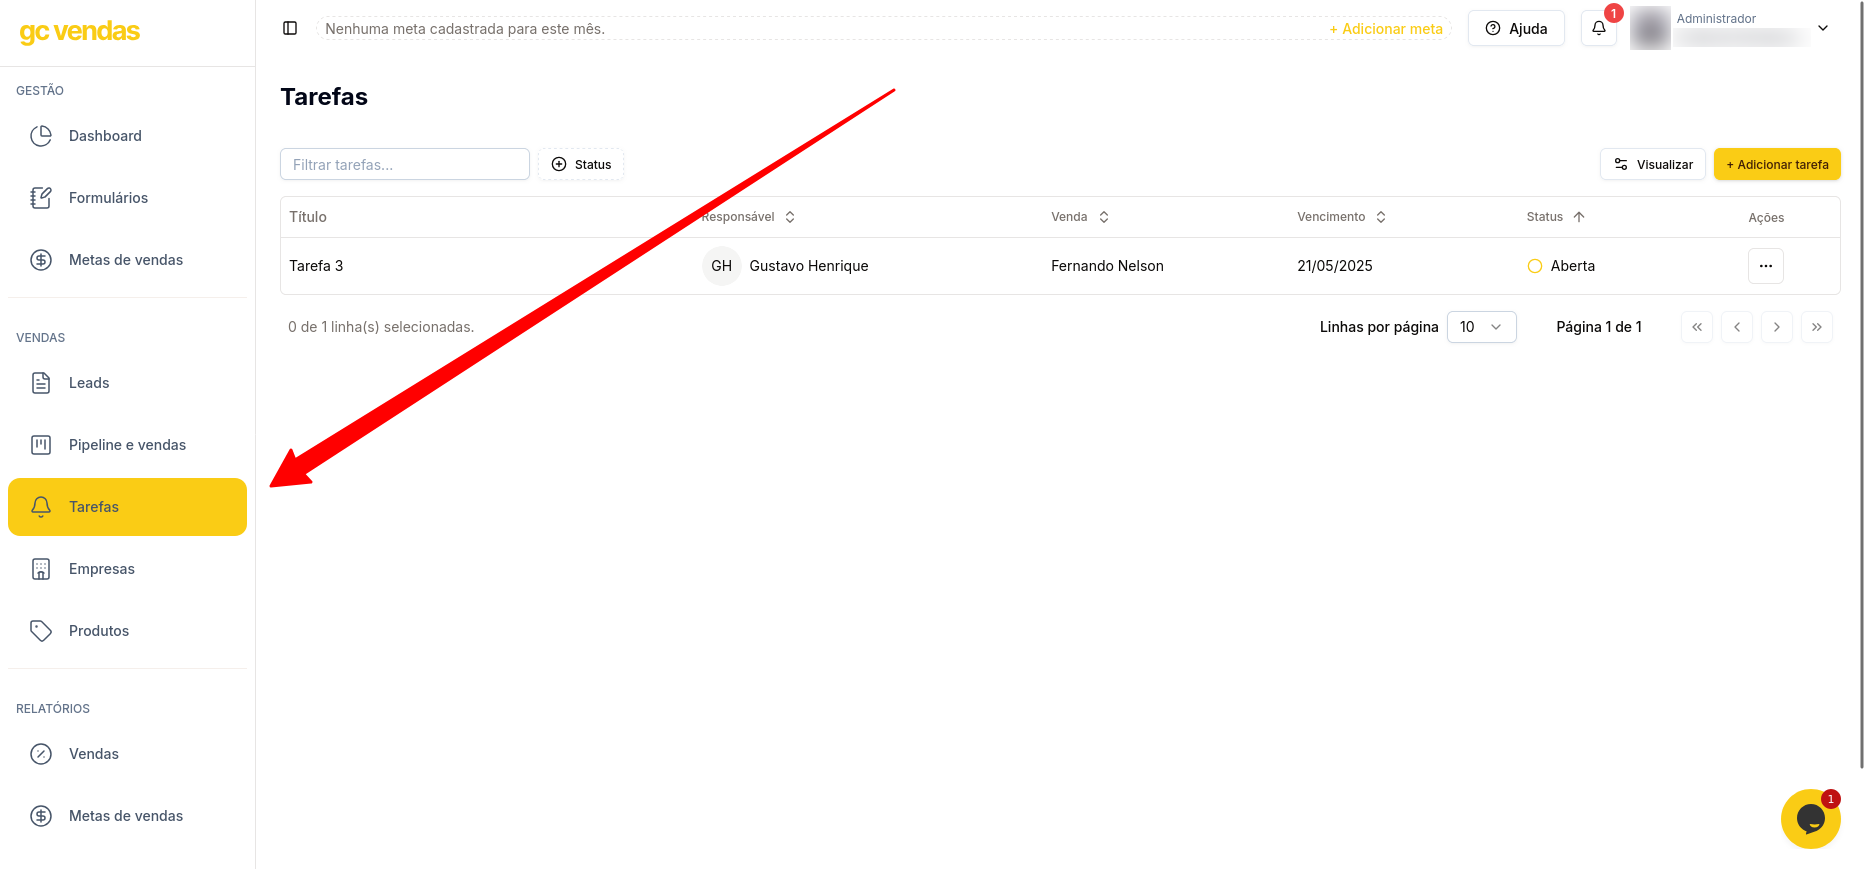 gc vendas
Nenhuma meta cadastrada para este mês.
+ Adicionar meta
Ajuda
1
Administrador
GESTÃO
Dashboard
Formulários
Metas de vendas
VENDAS
Leads
Pipeline e vendas
Tarefas
Empresas
Produtos
RELATÓRIOS
Vendas
Metas de vendas
Tarefas
Filtrar tarefas...
Status
Visualizar
+ Adicionar tarefa
Título Responsável Venda Vencimento Status Ações
Tarefa 3 GH Gustavo Henrique Fernando Nelson 21/05/2025 Aberta
0 de 1 linha(s) selecionadas.
Linhas por página 10 Página 1 de 1
1